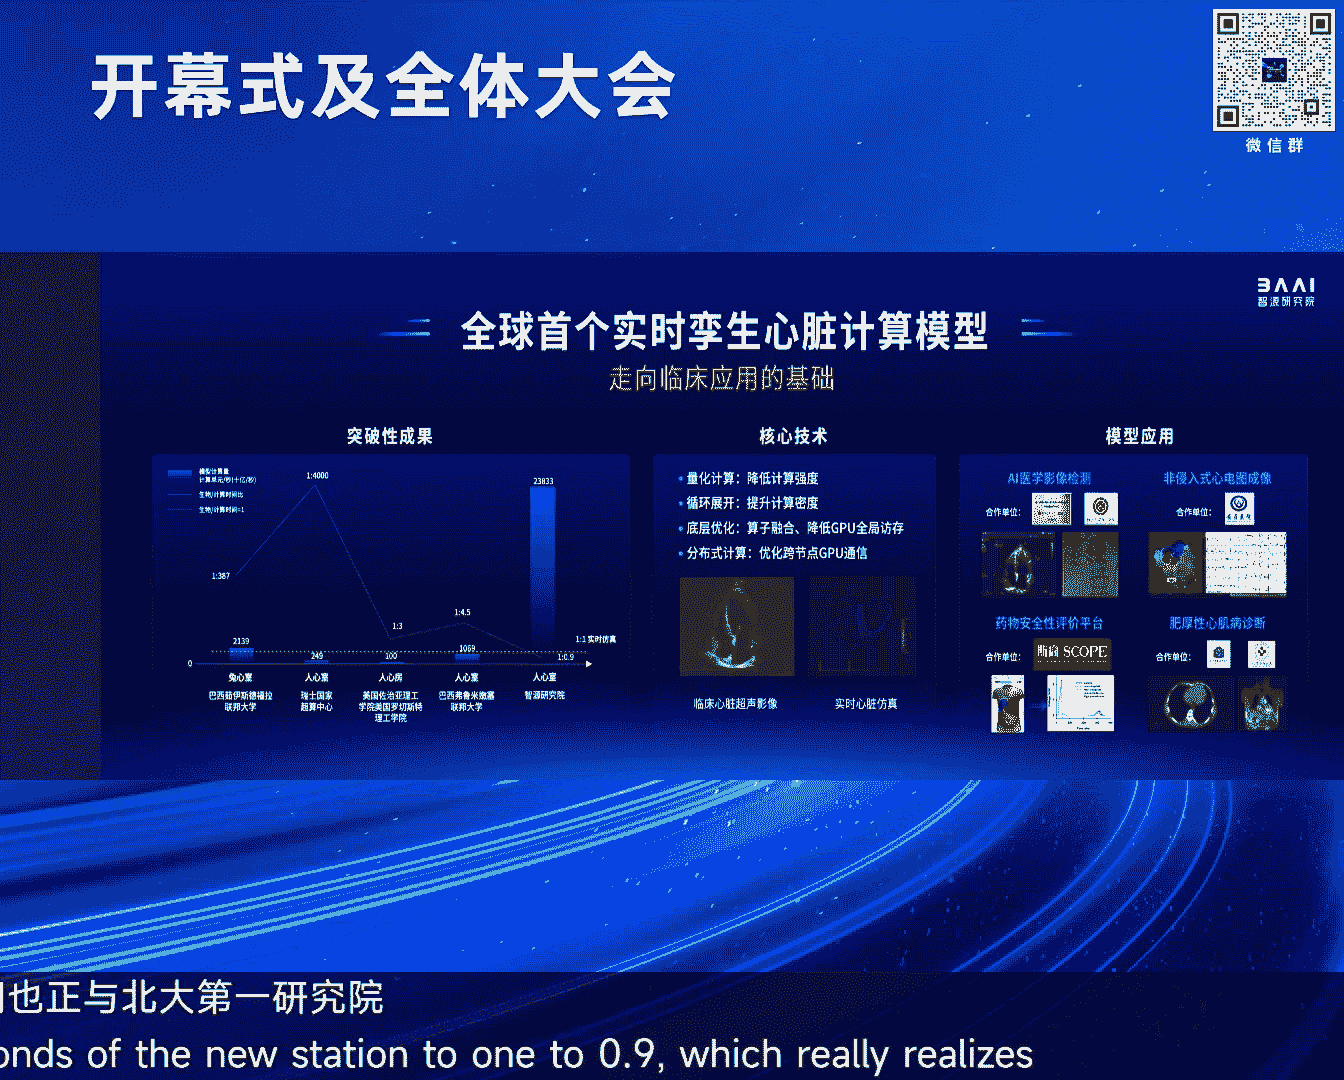 开幕式及全体大会
微信群
BAAI
智源研究院
全球首个实时孪生心脏计算模型
走向临床应用的基础
突破性成果
模型计算量
计算单元/秒(十亿/秒)
生物/计算时间比
生物/计算时间=1
1:4000
23833
1:387
1:4.5
1:3
1:1 实时仿真
2139
1069
249
100
1:0.9
0
兔心室
人心室
人心房
人心室
人心室
巴西茹伊斯德福拉
联邦大学
瑞士国家
超算中心
美国佐治亚理工
学院美国罗切斯特
理工学院
巴西弗鲁米嫩塞
联邦大学
智源研究院
核心技术
量化计算：降低计算强度
循环展开：提升计算密度
底层优化：算子融合、降低GPU全局访存
分布式计算：优化跨节点GPU通信
临床心脏超声影像
实时心脏仿真
模型应用
AI医学影像检测
合作单位：
非侵入式心电图成像
合作单位：
药物安全性评价平台
合作单位：
SCOPE
肥厚性心肌病诊断
合作单位：
也正与北大第一研究院
onds of the new station to one to 0.9, which really realizes